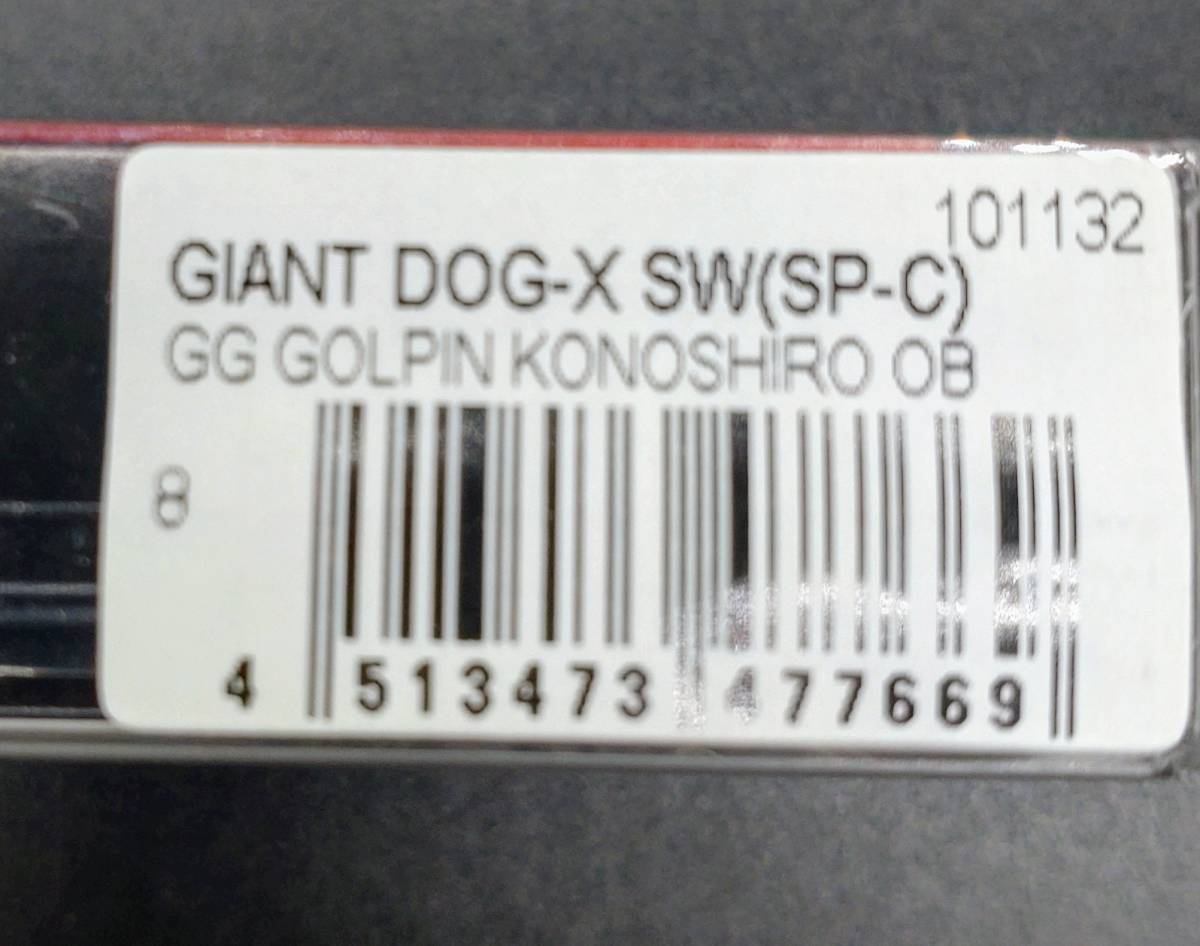 101132
GIANT DOG-X SW(SP-C)
GG GOLPIN KONOSHIRO OB
8
4 513473 477669